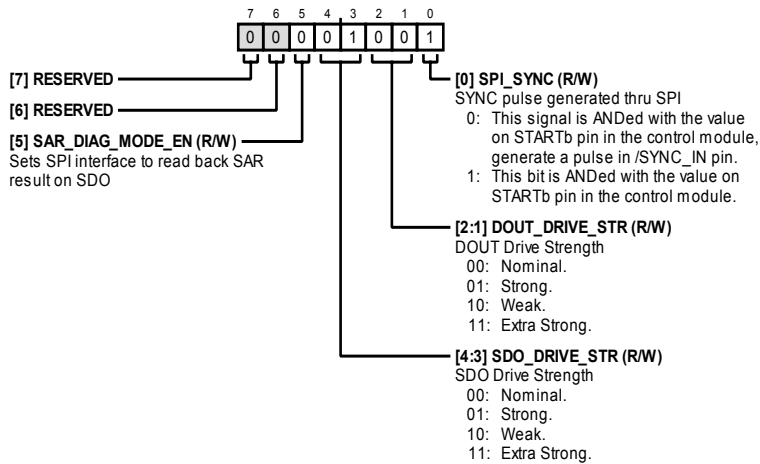 7 6 5 4 3 2 1 0
0 0 0 0 1 0 0 1
[7] RESERVED
[6] RESERVED
[5] SAR_DIAG_MODE_EN (R/W)
Sets SPI interface to read back SAR
result on SDO
[0] SPI_SYNC (R/W)
SYNC pulse generated thru SPI
0: This signal is ANDed with the value
on STARTb pin in the control module,
generate a pulse in /SYNC_IN pin.
1: This bit is ANDed with the value on
STARTb pin in the control module.
[2:1] DOUT_DRIVE_STR (R/W)
DOUT Drive Strength
00: Nominal.
01: Strong.
10: Weak.
11: Extra Strong.
[4:3] SDO_DRIVE_STR (R/W)
SDO Drive Strength
00: Nominal.
01: Strong.
10: Weak.
11: Extra Strong.